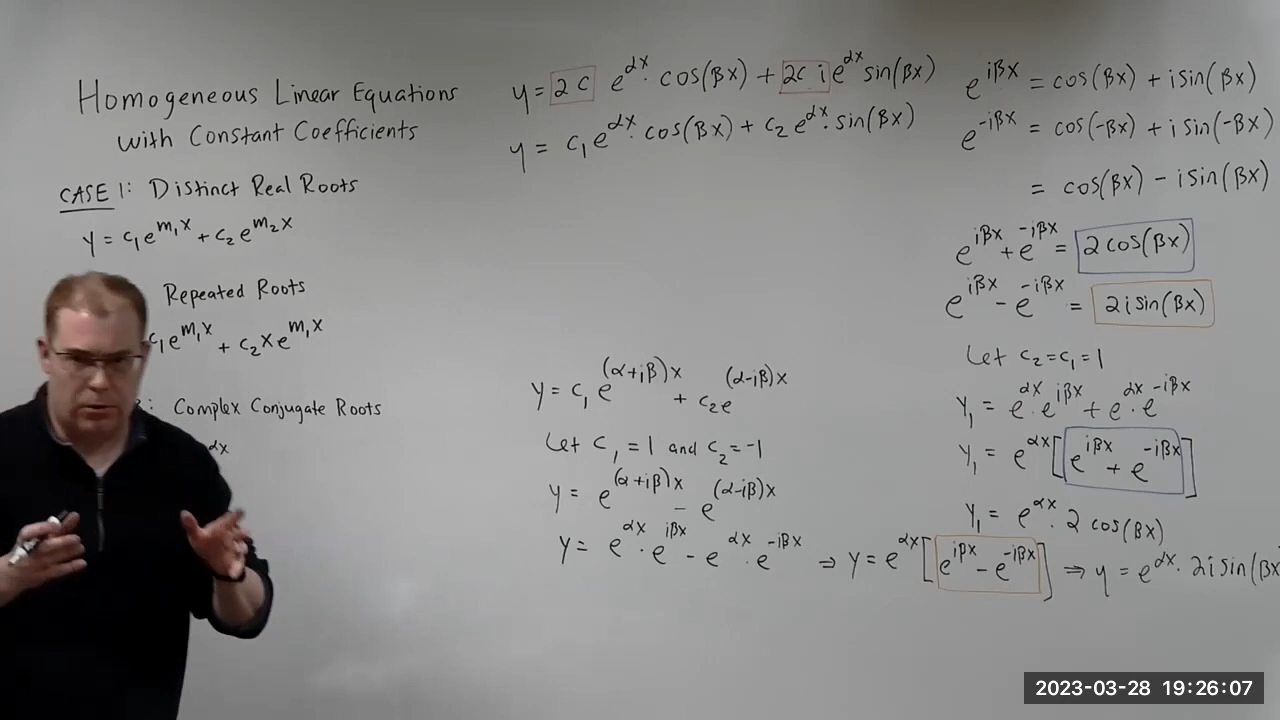 Homogeneous Linear Equations
with Constant Coefficients
CASE 1: Distinct Real Roots
y = c₁e^(m₁x) + c₂e^(m₂x)
Repeated Roots
c₁e^(m₁x) + c₂xe^(m₁x)
: Complex Conjugate Roots
αx
y = 2c e^(αx)· cos(βx) + 2c i e^(αx) sin(βx)
y = c₁e^(αx)· cos(βx) + c₂e^(αx)· sin(βx)
y = c₁e^((α+iβ)x) + c₂e^((α-iβ)x)
Let c₁ = 1 and c₂ = -1
y = e^((α+iβ)x) - e^((α-iβ)x)
y = e^(αx)·e^(iβx) - e^(αx)·e^(-iβx) ⇒ y = e^(αx)[e^(iβx) - e^(-iβx)] ⇒ y = e^(αx)· 2i sin(βx
e^(iβx) = cos(βx) + i sin(βx)
e^(-iβx) = cos(-βx) + i sin(-βx)
= cos(βx) - i sin(βx)
e^(iβx) + e^(-iβx) = 2cos(βx)
e^(iβx) - e^(-iβx) = 2i sin(βx)
Let c₂=c₁=1
y₁ = e^(αx)·e^(iβx) + e^(αx)·e^(-iβx)
y₁ = e^(αx)[e^(iβx) + e^(-iβx)]
y₁ = e^(αx)· 2 cos(βx)
2023-03-28 19:26:07